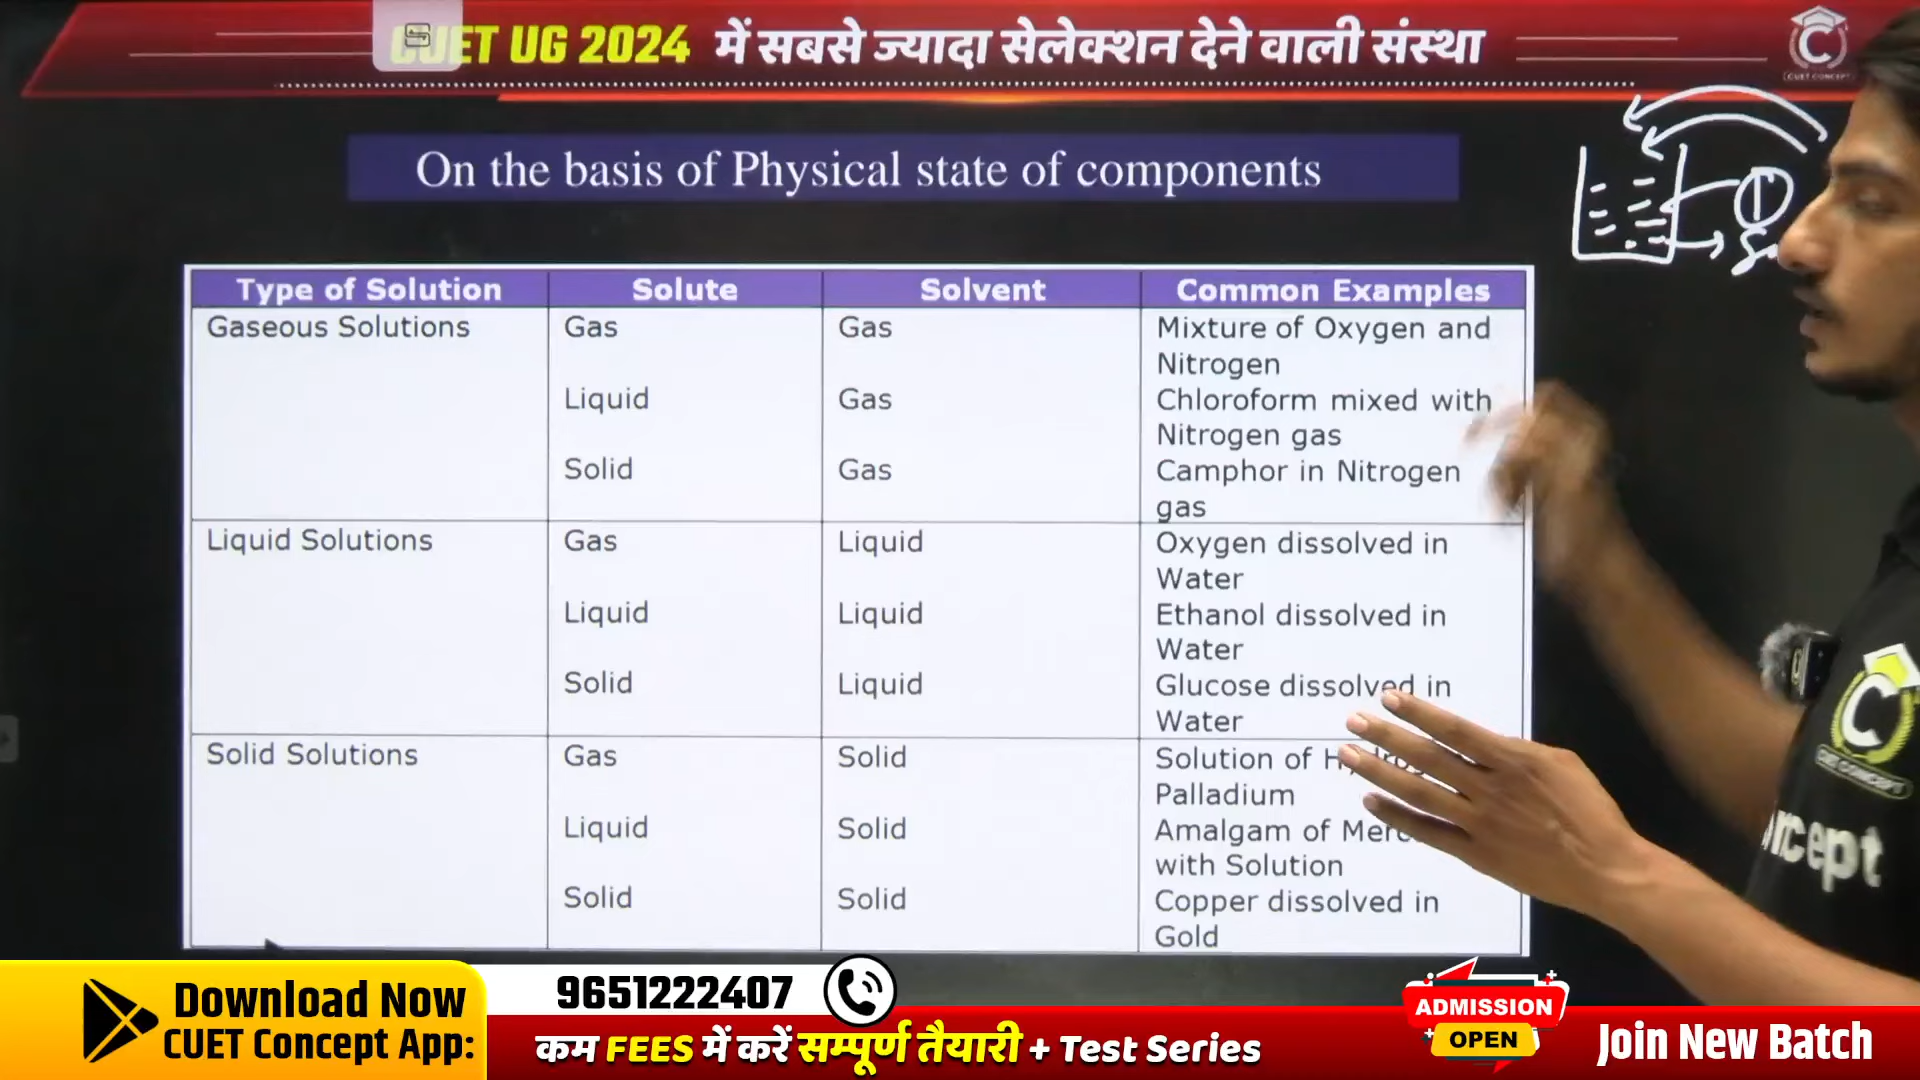 CUET UG 2024 में सबसे ज्यादा सेलेक्शन देने वाली संस्था
CUET CONCEPT
On the basis of Physical state of components
Type of Solution Solute Solvent Common Examples
Gaseous Solutions Gas Gas Mixture of Oxygen and
Nitrogen
Liquid Gas Chloroform mixed with
Nitrogen gas
Solid Gas Camphor in Nitrogen
gas
Liquid Solutions Gas Liquid Oxygen dissolved in
Water
Liquid Liquid Ethanol dissolved in
Water
Solid Liquid Glucose dissolved in
Water
Solid Solutions Gas Solid Solution of
Palladium
Liquid Solid Amalgam of
with Solution
Solid Solid Copper dissolved in
Gold
C
CUET CONCEPT
Download Now
CUET Concept App:
9651222407
कम FEES में करें सम्पूर्ण तैयारी + Test Series
ADMISSION
OPEN
Join New Batch